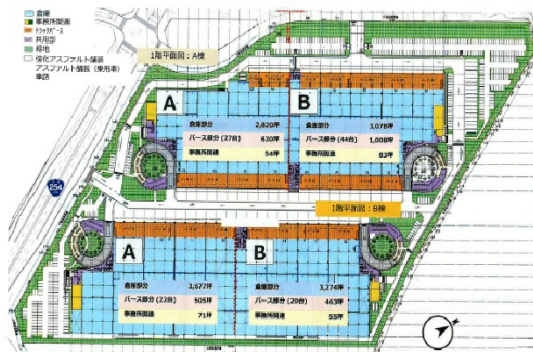 倉庫
事務所関連
トラックバース
共用部
緑地
強化アスファルト舗装
アスファルト舗装（乗用車）
車路
1階平面図：A棟
A
B
倉庫部分 2,820坪
バース部分 (27台) 630坪
事務所関連 54坪
倉庫部分 3,078坪
バース部分 (44台) 1,008坪
事務所関連 82坪
254
1階平面図：B棟
A
B
倉庫部分 3,677坪
バース部分 (22台) 505坪
事務所関連 71坪
倉庫部分 3,274坪
バース部分 (20台) 463坪
事務所関連 55坪